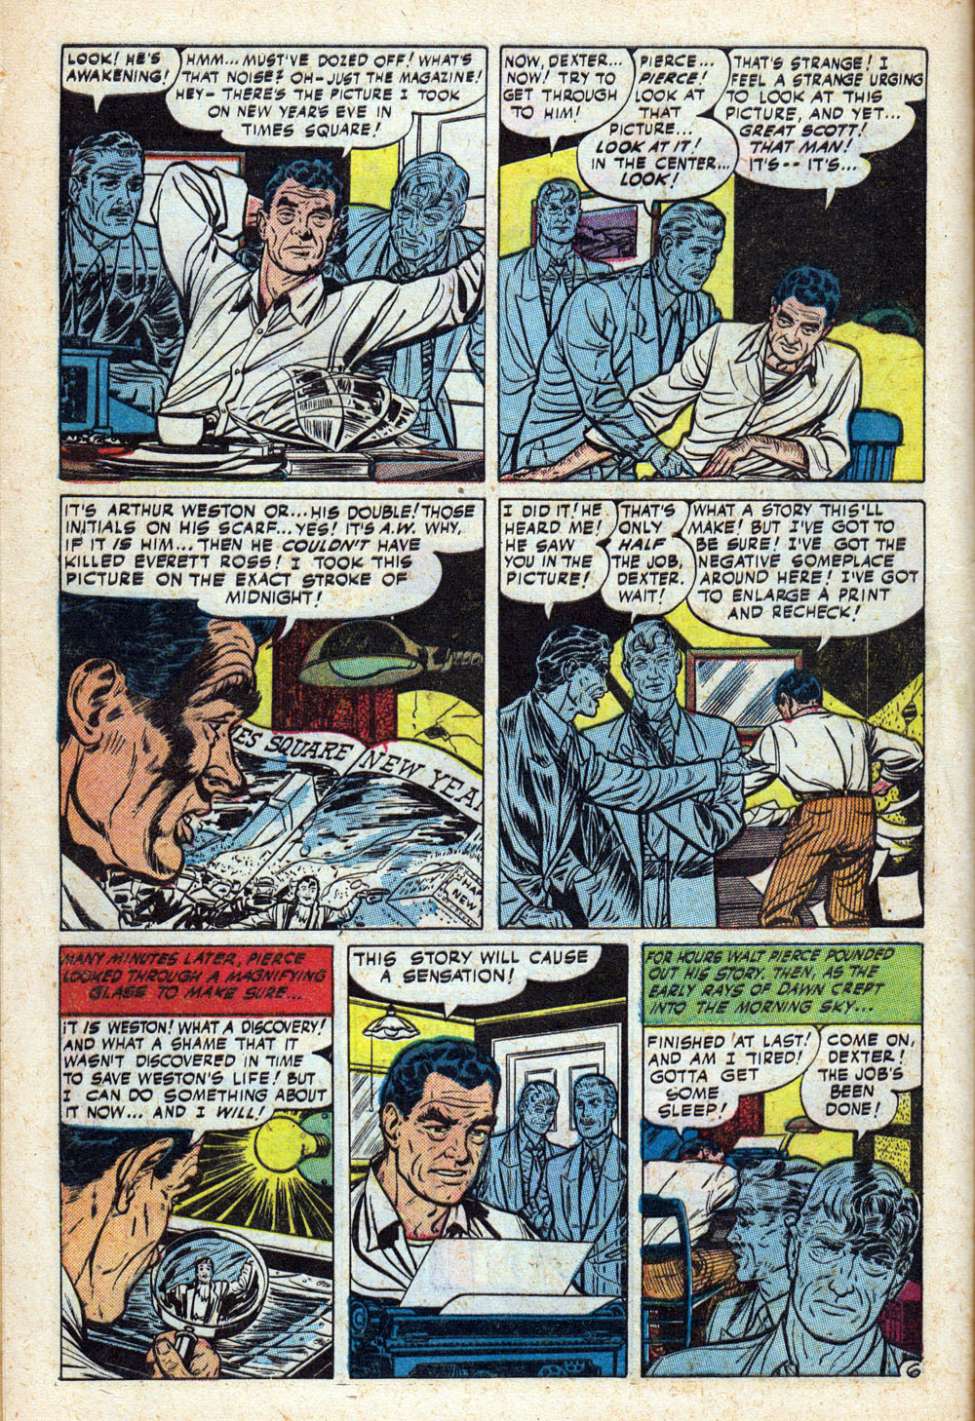 LOOK! HE'S
AWAKENING!
HMM... MUST'VE DOZED OFF! WHAT'S
THAT NOISE? OH-JUST THE MAGAZINE!
HEY- THERE'S THE PICTURE I TOOK
ON NEW YEAR'S EVE IN
TIMES SQUARE!
NOW, DEXTER...
NOW! TRY TO
GET THROUGH
TO HIM!
PIERCE...
PIERCE!
LOOK AT
THAT
PICTURE...
LOOK AT IT!
IN THE CENTER...
LOOK!
THAT'S STRANGE! I
FEEL A STRANGE URGING
TO LOOK AT THIS
PICTURE, AND YET...
GREAT SCOTT!
THAT MAN!
IT'S-- IT'S...
IT'S ARTHUR WESTON OR... HIS DOUBLE! THOSE
INITIALS ON HIS SCARF... YES! IT'S A.W. WHY,
IF IT IS HIM... THEN HE COULDN'T HAVE
KILLED EVERETT ROSS! I TOOK THIS
PICTURE ON THE EXACT STROKE OF
MIDNIGHT!
MES SQUARE
NEW YEA
NEW
I DID IT! HE
HEARD ME!
HE SAW
YOU IN THE
PICTURE!
THAT'S
ONLY
HALF
THE JOB,
DEXTER.
WAIT!
WHAT A STORY THIS'LL
MAKE! BUT I'VE GOT TO
BE SURE! I'VE GOT THE
NEGATIVE SOMEPLACE
AROUND HERE! I'VE GOT
TO ENLARGE A PRINT
AND RECHECK!
MANY MINUTES LATER, PIERCE
LOOKED THROUGH A MAGNIFYING
GLASS TO MAKE SURE...
IT IS WESTON! WHAT A DISCOVERY!
AND WHAT A SHAME THAT IT
WASN'T DISCOVERED IN TIME
TO SAVE WESTON'S LIFE! BUT
I CAN DO SOMETHING ABOUT
IT NOW... AND I WILL!
THIS STORY WILL CAUSE
A SENSATION!
FOR HOURS WALT PIERCE POUNDED
OUT HIS STORY. THEN, AS THE
EARLY RAYS OF DAWN CREPT
INTO THE MORNING SKY...
FINISHED AT LAST!
AND AM I TIRED!
GOTTA GET
SOME
SLEEP!
COME ON,
DEXTER!
THE JOB'S
BEEN
DONE!
6